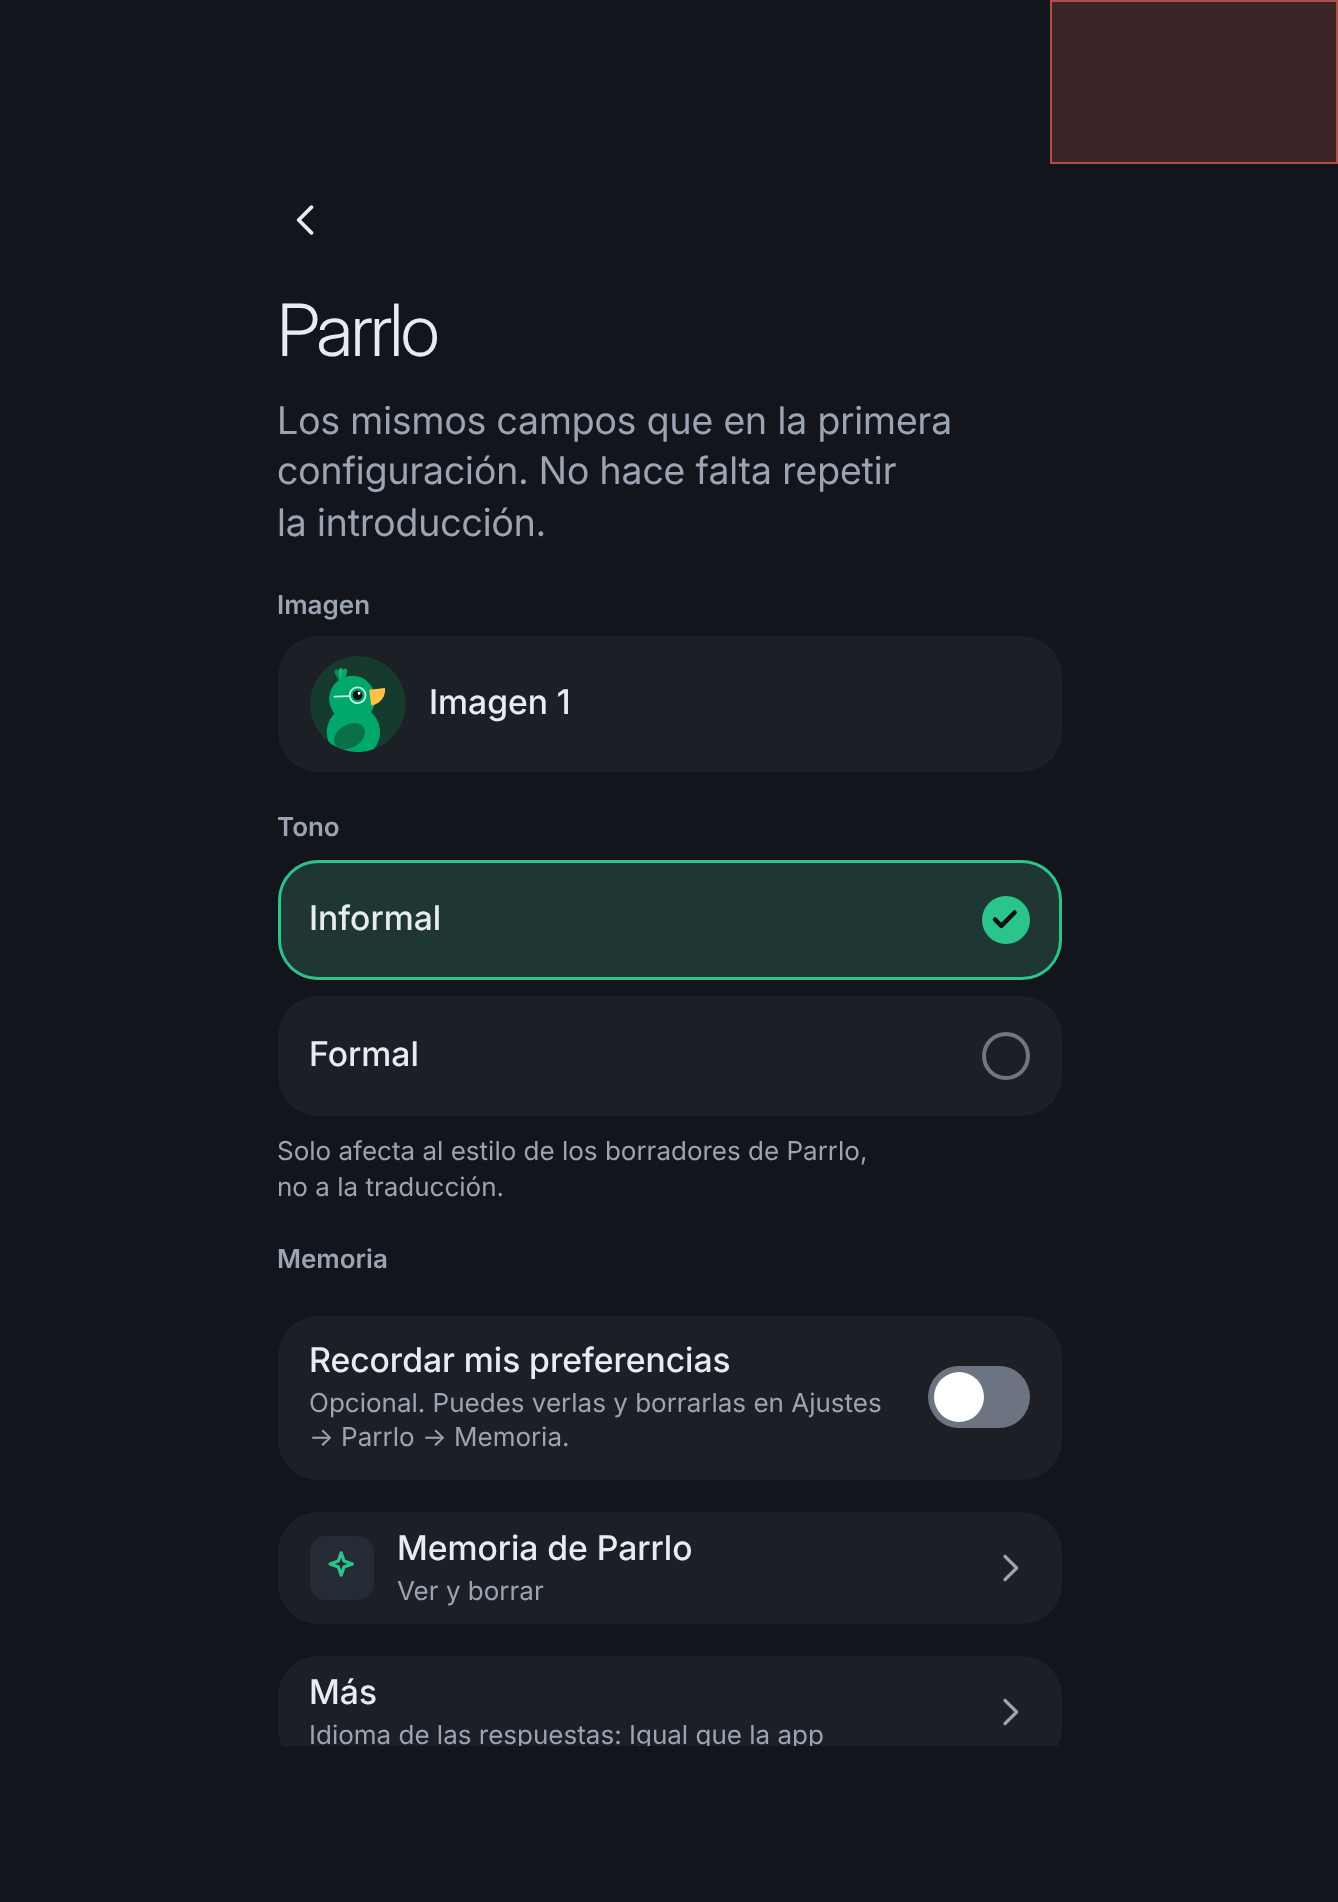 Parrlo
Los mismos campos que en la primera
configuración. No hace falta repetir
la introducción.
Imagen
Imagen 1
Tono
Informal
Formal
Solo afecta al estilo de los borradores de Parrlo,
no a la traducción.
Memoria
Recordar mis preferencias
Opcional. Puedes verlas y borrarlas en Ajustes
→ Parrlo → Memoria.
Memoria de Parrlo
Ver y borrar
Más
Idioma de las respuestas: Igual que la app